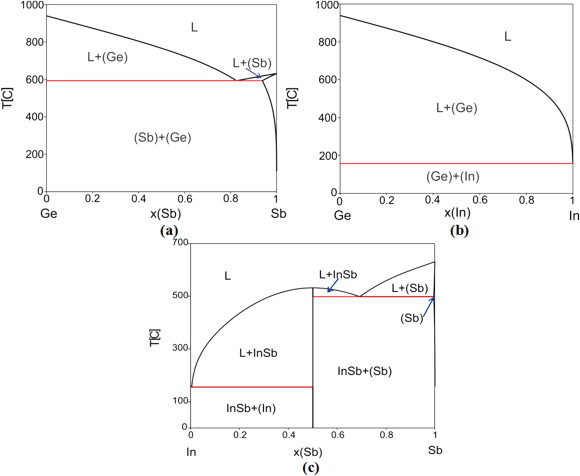 1000
800
600
400
200
0
T[C]
L
L+(Ge)
L+(Sb)
(Sb)+(Ge)
0 0.2 0.4 0.6 0.8 1
Ge x(Sb) Sb
(a)
1000
800
600
400
200
0
T[C]
L
L+(Ge)
(Ge)+(In)
0 0.2 0.4 0.6 0.8 1
Ge x(In) In
(b)
700
500
300
100
0
T[C]
L
L+InSb
L+(Sb)
(Sb)
L+InSb
InSb+(Sb)
InSb+(In)
0 0.2 0.4 0.6 0.8 1
In x(Sb) Sb
(c)